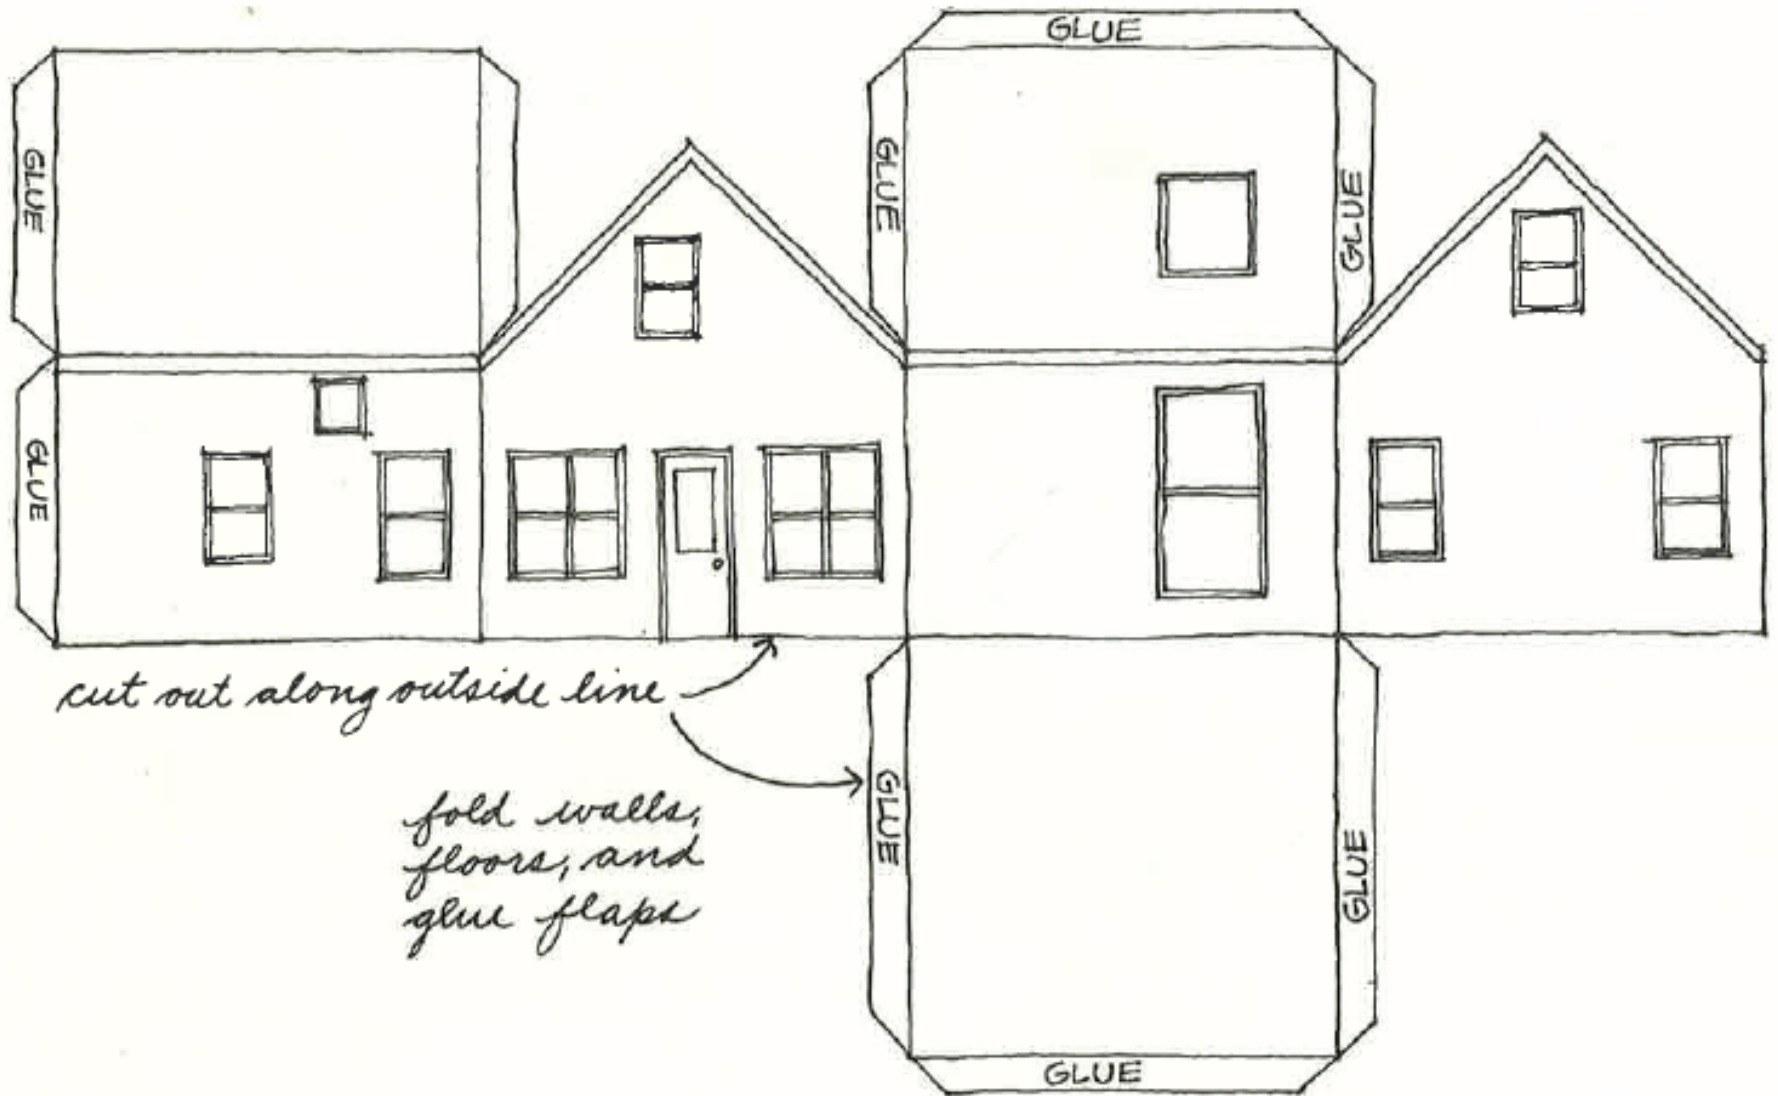 GLUE
GLUE
GLUE
GLUE
GLUE
cut out along outside line
fold walls,
floors, and
glue flaps
GLUE
GLUE
GLUE